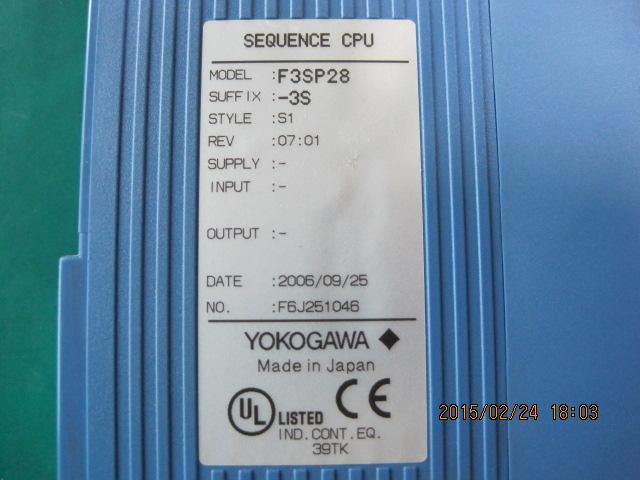 SEQUENCE CPU
MODEL :F3SP28
SUFFIX :-3S
STYLE :S1
REV :07:01
SUPPLY :-
INPUT :-
OUTPUT :-
DATE :2006/09/25
NO. :F6J251046
YOKOGAWA
Made in Japan
UL LISTED CE
IND.CONT.EQ.
39TK
2015/02/24 18:03